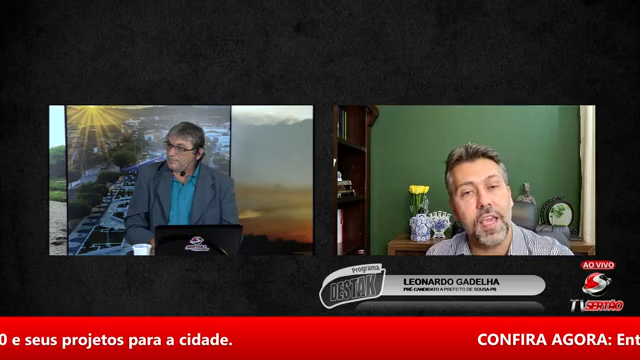 AO VIVO
TV SERTÃO
Programa
DESTAK
LEONARDO GADELHA
PRÉ-CANDIDATO A PREFEITO DE SOUSA-PB
0 e seus projetos para a cidade.
CONFIRA AGORA: Ent